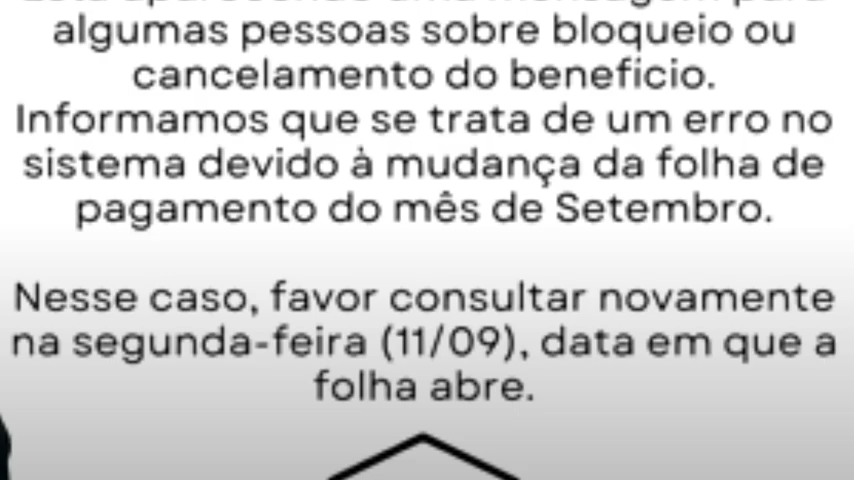 algumas pessoas sobre bloqueio ou
cancelamento do beneficio.
Informamos que se trata de um erro no
sistema devido à mudança da folha de
pagamento do mês de Setembro.
Nesse caso, favor consultar novamente
na segunda-feira (11/09), data em que a
folha abre.